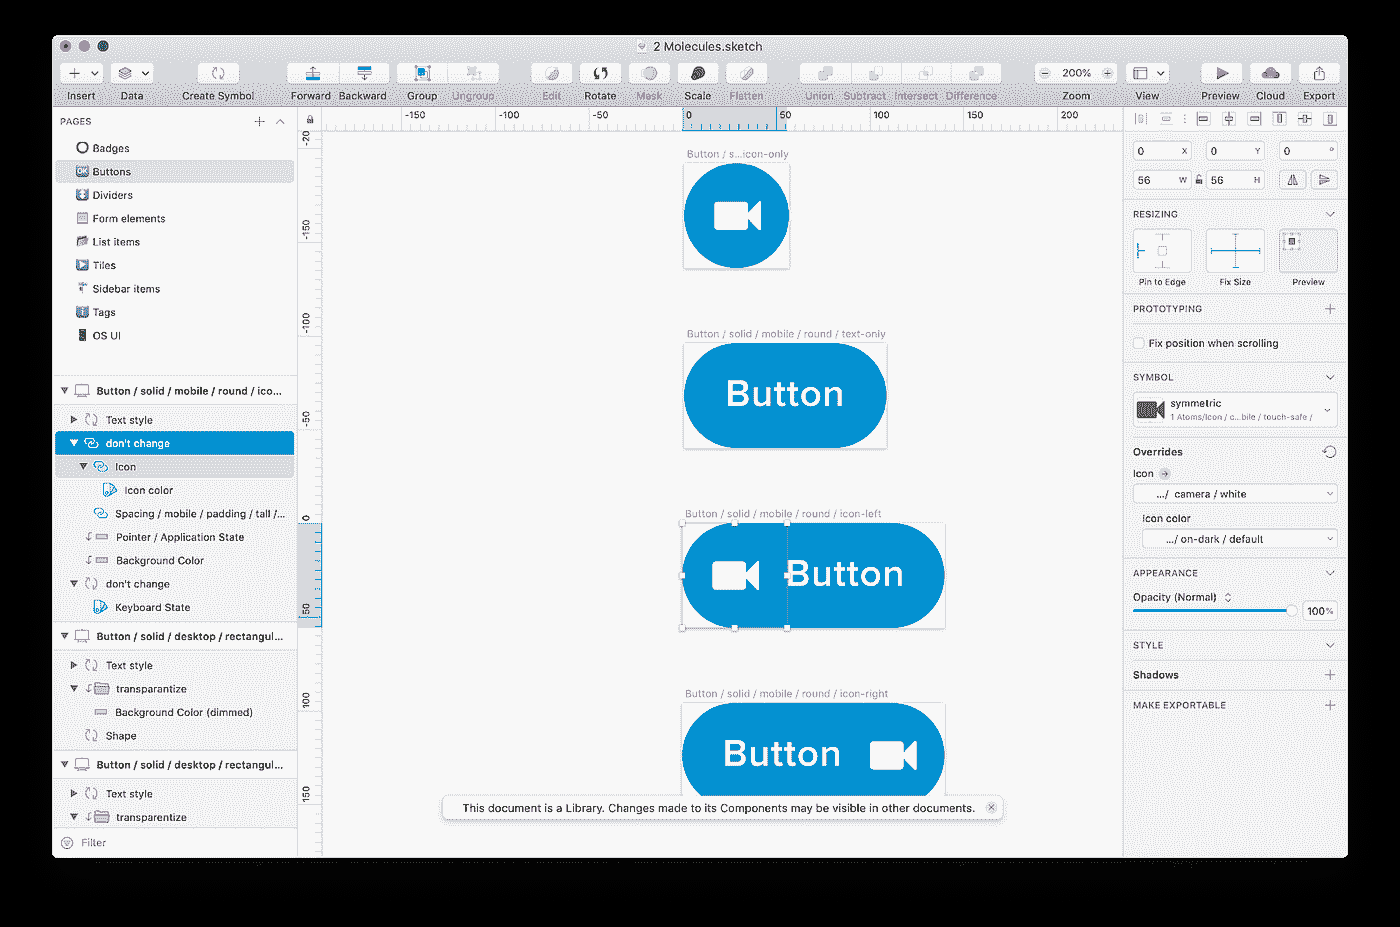 2 Molecules.sketch
Insert Data Create Symbol Forward Backward Group Ungroup Edit Rotate Mask Scale Flatten Union Subtract Intersect Difference Zoom View Preview Cloud Export
200%
PAGES
Badges
Buttons
Dividers
Form elements
List items
Tiles
Sidebar items
Tags
OS UI
Button / solid / mobile / round / ico...
Text style
don't change
Icon
Icon color
Spacing / mobile / padding / tall /...
Pointer / Application State
Background Color
don't change
Keyboard State
Button / solid / desktop / rectangul...
Text style
transparantize
Background Color (dimmed)
Shape
Button / solid / desktop / rectangul...
Text style
transparentize
Filter
-150 -100 -50 0 50 100 150 200
-150
-100
-50
0
50
100
150
Button / s...icon-only
Button / solid / mobile / round / text-only
Button
Button / solid / mobile / round / icon-left
Button
Button / solid / mobile / round / icon-right
Button
This document is a Library. Changes made to its Components may be visible in other documents.
0 X 0 Y 0 °
56 W 56 H
RESIZING
Pin to Edge Fix Size Preview
PROTOTYPING
Fix position when scrolling
SYMBOL
symmetric
1 Atoms/Icon / c...bile / touch-safe /
Overrides
Icon
.../ camera / white
Icon color
.../ on-dark / default
APPEARANCE
Opacity (Normal)
100%
STYLE
Shadows
MAKE EXPORTABLE